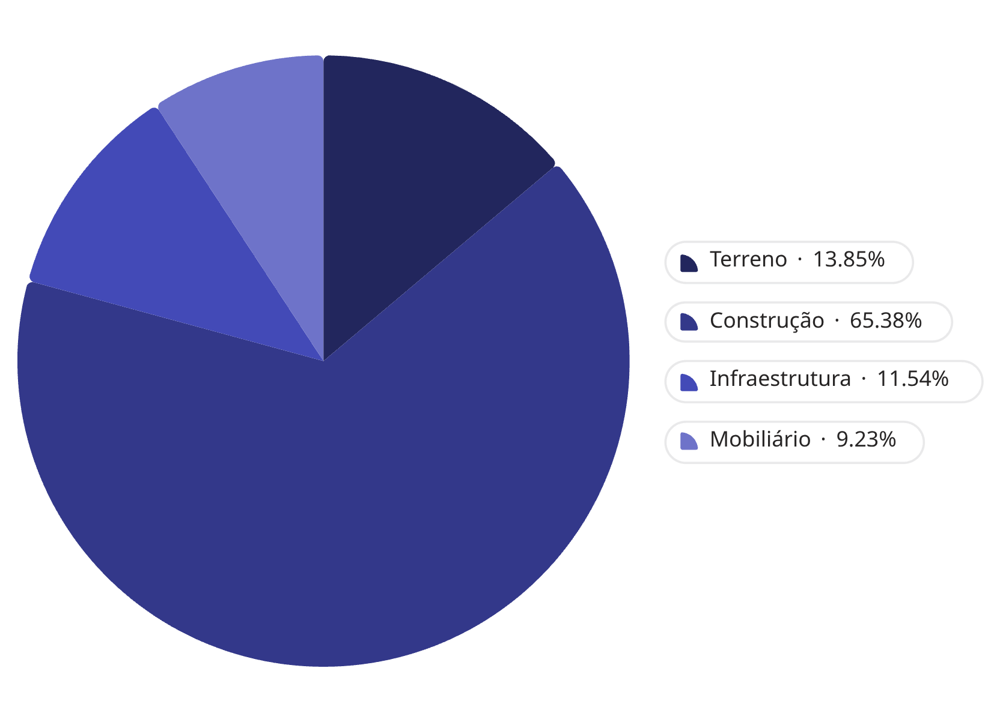 Terreno · 13.85%
Construção · 65.38%
Infraestrutura · 11.54%
Mobiliário · 9.23%